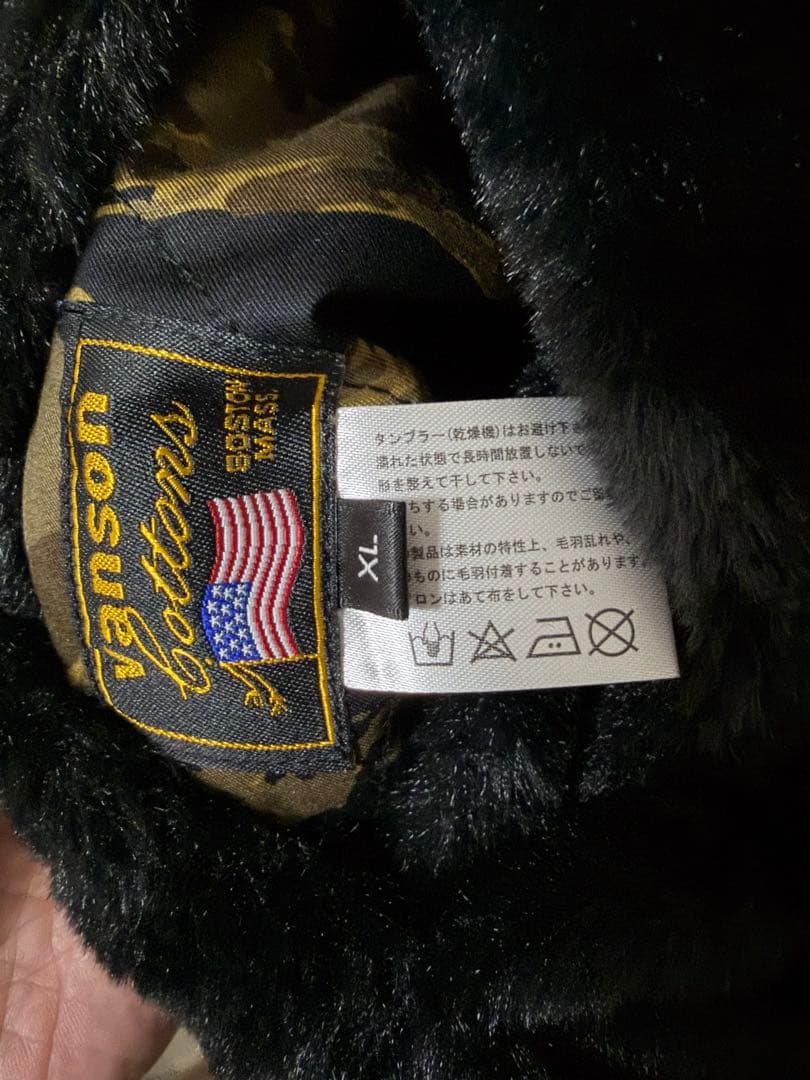 Vanson
Cottons
BOSTON
MASS.
XL
タンブラー(乾燥機)はお避け下
濡れた状態で長時間放置しないで
形を整えて干して下さい。
ちする場合がありますのでご
い。
製品は素材の特性上、毛羽乱れや、
ものに毛羽付着することがあります。
ロンはあて布をして下さい。